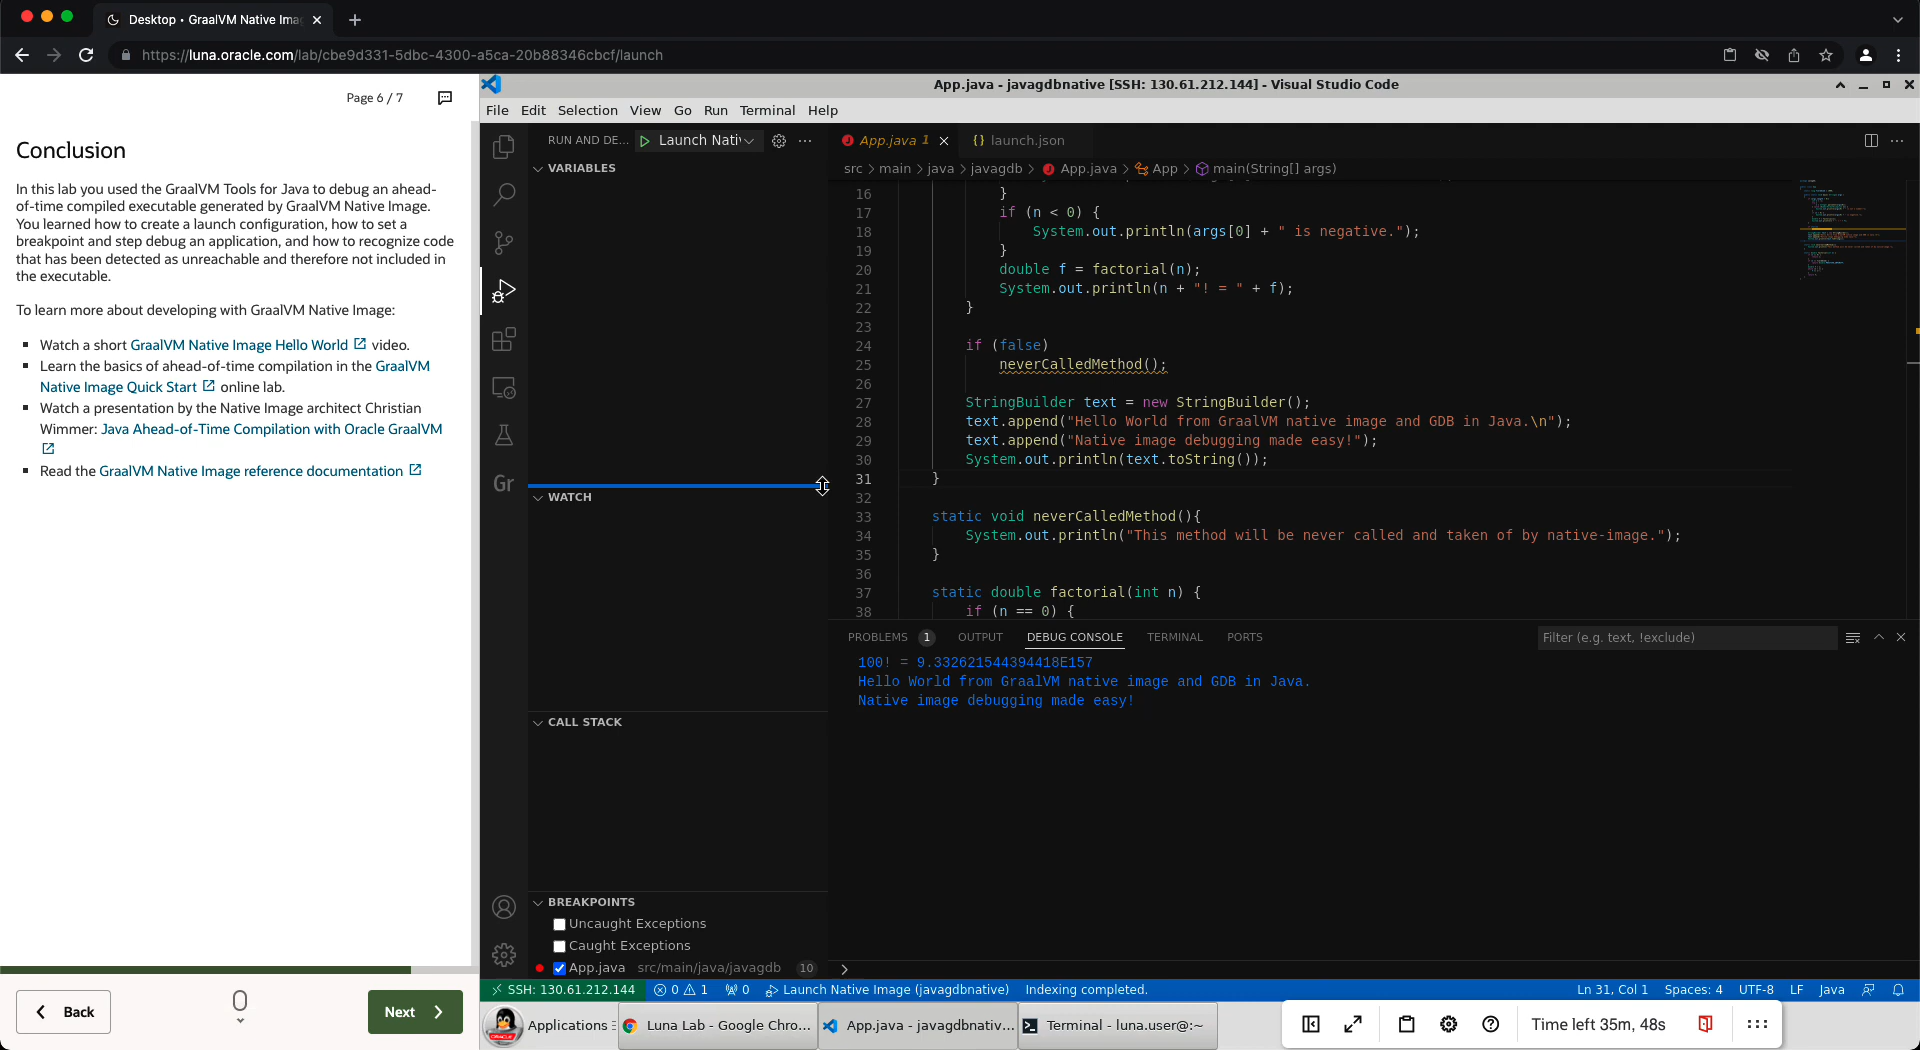 Desktop • GraalVM Native Ima
https://luna.oracle.com/lab/cbe9d331-5dbc-4300-a5ca-20b88346cbcf/launch
Page 6 / 7
Conclusion
In this lab you used the GraalVM Tools for Java to debug an ahead-
of-time compiled executable generated by GraalVM Native Image.
You learned how to create a launch configuration, how to set a
breakpoint and step debug an application, and how to recognize code
that has been detected as unreachable and therefore not included in
the executable.
To learn more about developing with GraalVM Native Image:
Watch a short GraalVM Native Image Hello World video.
Learn the basics of ahead-of-time compilation in the GraalVM
Native Image Quick Start online lab.
Watch a presentation by the Native Image architect Christian
Wimmer: Java Ahead-of-Time Compilation with Oracle GraalVM
Read the GraalVM Native Image reference documentation
Back
Next
App.java - javagdbnative [SSH: 130.61.212.144] - Visual Studio Code
File Edit Selection View Go Run Terminal Help
RUN AND DE... Launch Nati
VARIABLES
WATCH
CALL STACK
BREAKPOINTS
Uncaught Exceptions
Caught Exceptions
App.java src/main/java/javagdb 10
Gr
App.java 1
{} launch.json
src > main > java > javagdb > App.java > App > main(String[] args)
16 }
17 if (n < 0) {
18 System.out.println(args[0] + " is negative.");
19 }
20 double f = factorial(n);
21 System.out.println(n + "! = " + f);
22 }
23
24 if (false)
25 neverCalledMethod();
26
27 StringBuilder text = new StringBuilder();
28 text.append("Hello World from GraalVM native image and GDB in Java.\n");
29 text.append("Native image debugging made easy!");
30 System.out.println(text.toString());
31 }
32
33 static void neverCalledMethod(){
34 System.out.println("This method will be never called and taken of by native-image.");
35 }
36
37 static double factorial(int n) {
38 if (n == 0) {
PROBLEMS 1 OUTPUT DEBUG CONSOLE TERMINAL PORTS
Filter (e.g. text, !exclude)
100! = 9.332621544394418E157
Hello World from GraalVM native image and GDB in Java.
Native image debugging made easy!
SSH: 130.61.212.144 0 1 0 Launch Native Image (javagdbnative) Indexing completed.
Ln 31, Col 1 Spaces: 4 UTF-8 LF Java
ORACLE
Applications
Luna Lab - Google Chro...
App.java - javagdbnativ...
Terminal - luna.user@:~
Time left 35m, 48s